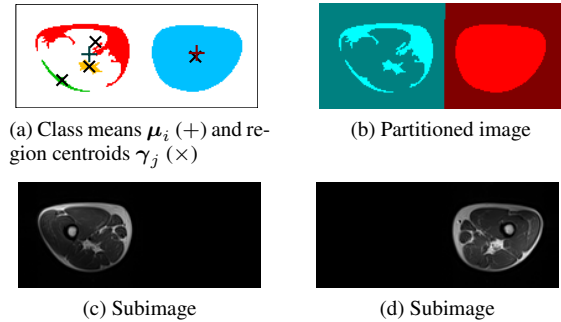 (a) Class means μᵢ (+) and re-
gion centroids γⱼ (×)
(b) Partitioned image
(c) Subimage
(d) Subimage